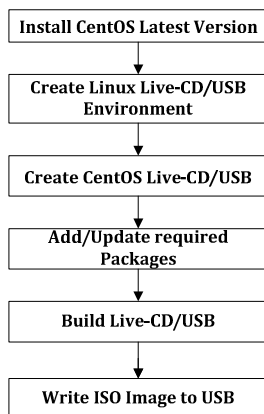 Install CentOS Latest Version
Create Linux Live-CD/USB
Environment
Create CentOS Live-CD/USB
Add/Update required
Packages
Build Live-CD/USB
Write ISO Image to USB